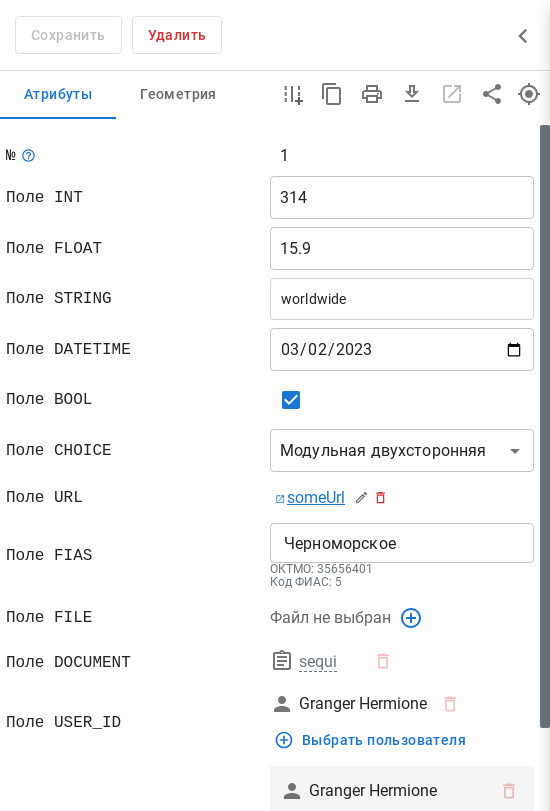 Сохранить Удалить
Атрибуты Геометрия
№ 1
Поле INT 314
Поле FLOAT 15.9
Поле STRING worldwide
Поле DATETIME 03/02/2023
Поле BOOL
Поле CHOICE Модульная двухсторонняя
Поле URL someUrl
Поле FIAS Черноморское
ОКТМО: 35656401
Код ФИАС: 5
Поле FILE Файл не выбран
Поле DOCUMENT sequi
Granger Hermione
Поле USER_ID
Выбрать пользователя
Granger Hermione